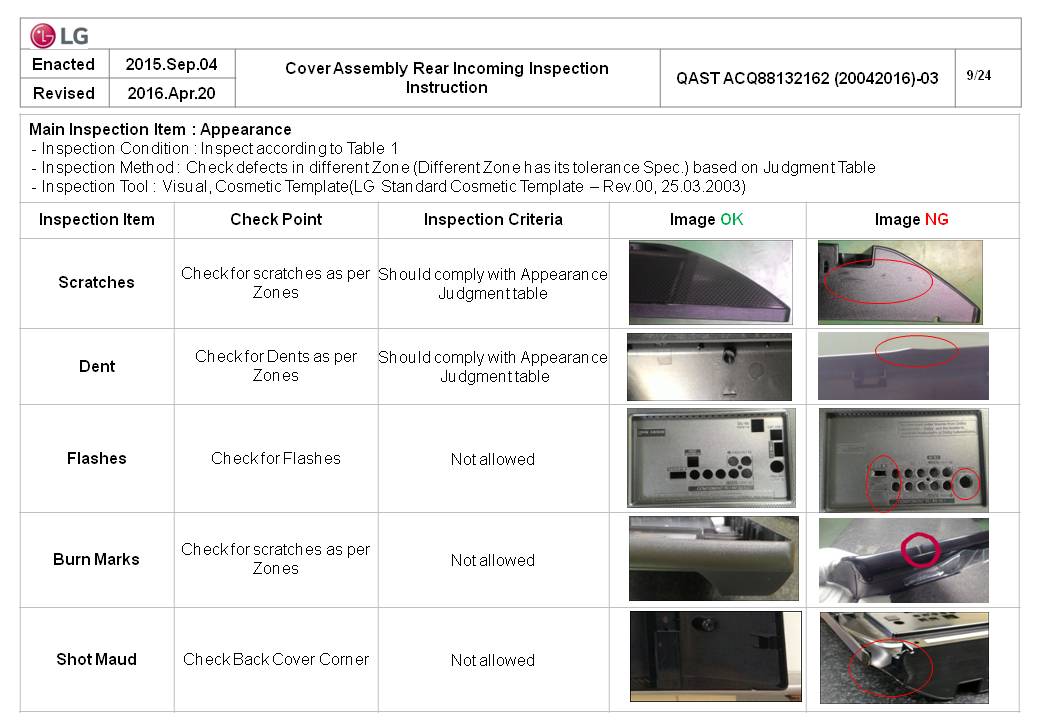 LG
Enacted
2015.Sep.04
Revised
2016.Apr.20
Cover Assembly Rear Incoming Inspection
Instruction
QAST ACQ88132162 (20042016)-03
9/24
Main Inspection Item : Appearance
- Inspection Condition : Inspect according to Table 1
- Inspection Method : Check defects in different Zone (Different Zone has its tolerance Spec.) based on Judgment Table
- Inspection Tool : Visual, Cosmetic Template(LG Standard Cosmetic Template – Rev.00, 25.03.2003)
Inspection Item
Check Point
Inspection Criteria
Image OK
Image NG
Scratches
Check for scratches as per
Zones
Should comply with Appearance
Judgment table
Dent
Check for Dents as per
Zones
Should comply with Appearance
Judgment table
Flashes
Check for Flashes
Not allowed
Burn Marks
Check for scratches as per
Zones
Not allowed
Shot Maud
Check Back Cover Corner
Not allowed